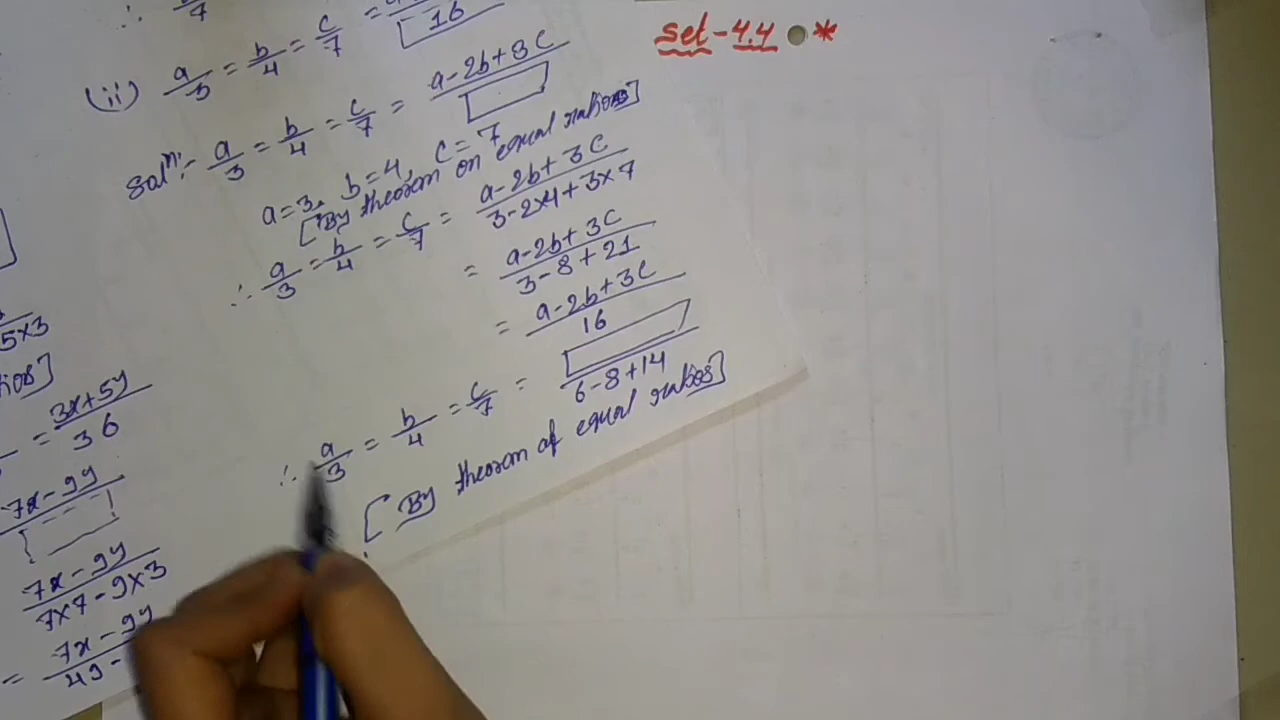 set-4.4 *
∴ a/7
(ii) a/3 = b/4 = c/7 = /16
Solⁿ:- a/3 = b/4 = c/7 = a-2b+3c/
a=3, b=4, c=7
[By theorem on equal ratios]
∴ a/3 = b/4 = c/7 = a-2b+3c/3-2×4+3×7
= a-2b+3c/3-8+21
= a-2b+3c/16
∴ a/3 = b/4 = c/7 = /6-8+14
[By theorem of equal ratios]
5×3
ios]
= 3x+5y/36
7x-9y/
7x-9y/7×7-9×3
= 7x-9y/49-